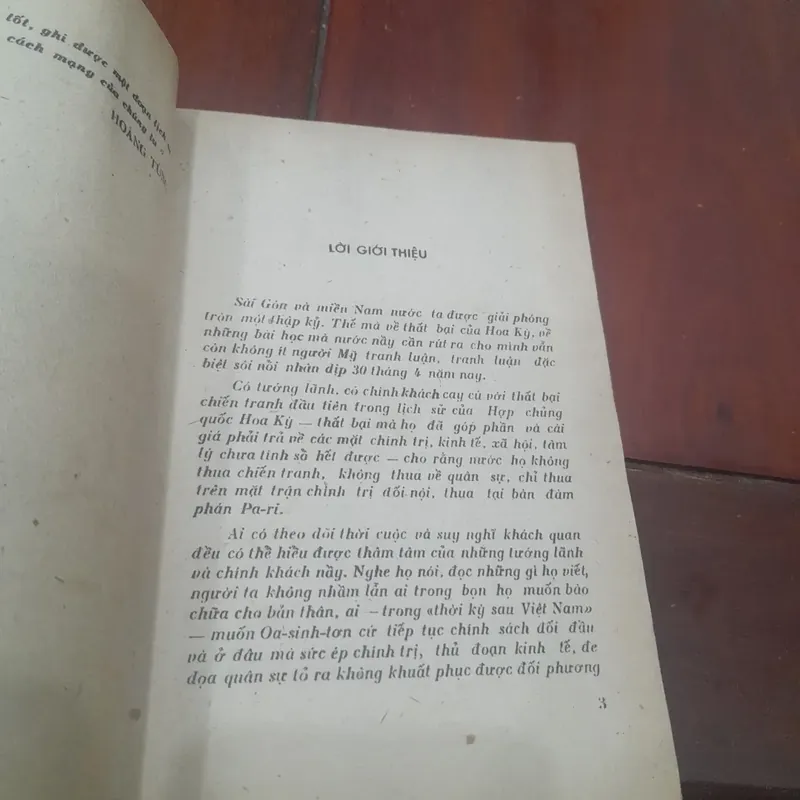 tốt, ghi được một đoạn lịch
cách mạng của chúng ta
HOÀNG TÙNG
LỜI GIỚI THIỆU
Sài Gòn và miền Nam nước ta được giải phóng
tròn một thập kỷ. Thế mà về thất bại của Hoa Kỳ, về
những bài học mà nước nầy cần rút ra cho mình vẫn
còn không ít người Mỹ tranh luận, tranh luận đặc
biệt sôi nổi nhân dịp 30 tháng 4 năm nay.
Có tướng lãnh, có chính khách cay cú với thất bại
chiến tranh đầu tiên trong lịch sử của Hợp chủng
quốc Hoa Kỳ — thất bại mà họ đã góp phần và cái
giá phải trả về các mặt chính trị, kinh tế, xã hội, tâm
lý chưa tính sổ hết được — cho rằng nước họ không
thua chiến tranh, không thua về quân sự, chỉ thua
trên mặt trận chính trị đối nội, thua tại bàn đàm
phán Pa-ri.
Ai có theo dõi thời cuộc và suy nghĩ khách quan
đều có thể hiểu được thâm tâm của những tướng lãnh
và chính khách nầy. Nghe họ nói, đọc những gì họ viết,
người ta không nhầm lẫn ai trong bọn họ muốn bào
chữa cho bản thân, ai — trong «thời kỳ sau Việt Nam»
— muốn Oa-sinh-tơn cứ tiếp tục chính sách đối đầu
và ở đâu mà sức ép chính trị, thủ đoạn kinh tế, đe
dọa quân sự tỏ ra không khuất phục được đối phương
3